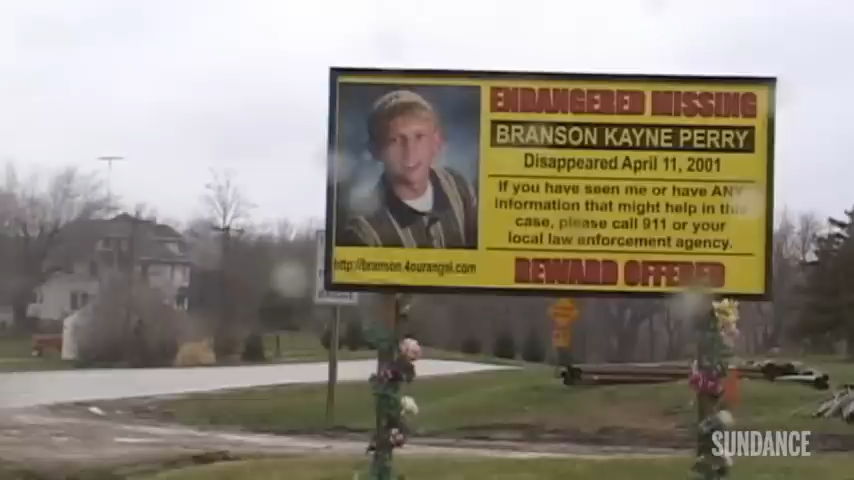 ENDANGERED MISSING
BRANSON KAYNE PERRY
Disappeared April 11, 2001
If you have seen me or have ANY
information that might help in this
case, please call 911 or your
local law enforcement agency.
http://branson.4ourangel.com
REWARD OFFERED
SUNDANCE